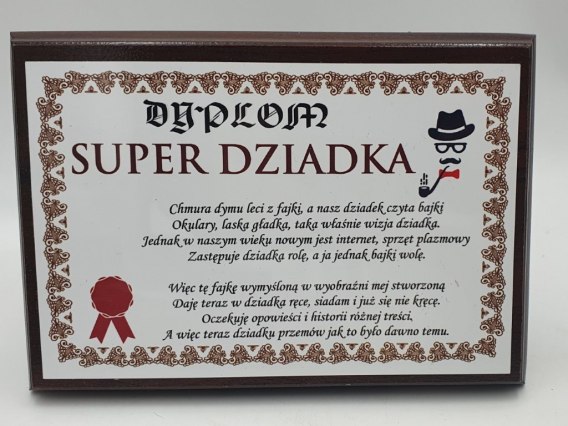 DYPLOM
SUPER DZIADKA
Chmura dymu leci z fajki, a nasz dziadek czyta bajki
Okulary, laska gładka, taka właśnie wizja dziadka.
Jednak w naszym wieku nowym jest internet, sprzęt plazmowy
Zastępuje dziadka rolę, a ja jednak bajki wolę.
Więc tę fajkę wymyśloną w wyobraźni mej stworzoną
Daję teraz w dziadka ręce, siadam i już się nie kręcę.
Oczekuję opowieści i historii różnej treści,
A więc teraz dziadku przemów jak to było dawno temu.